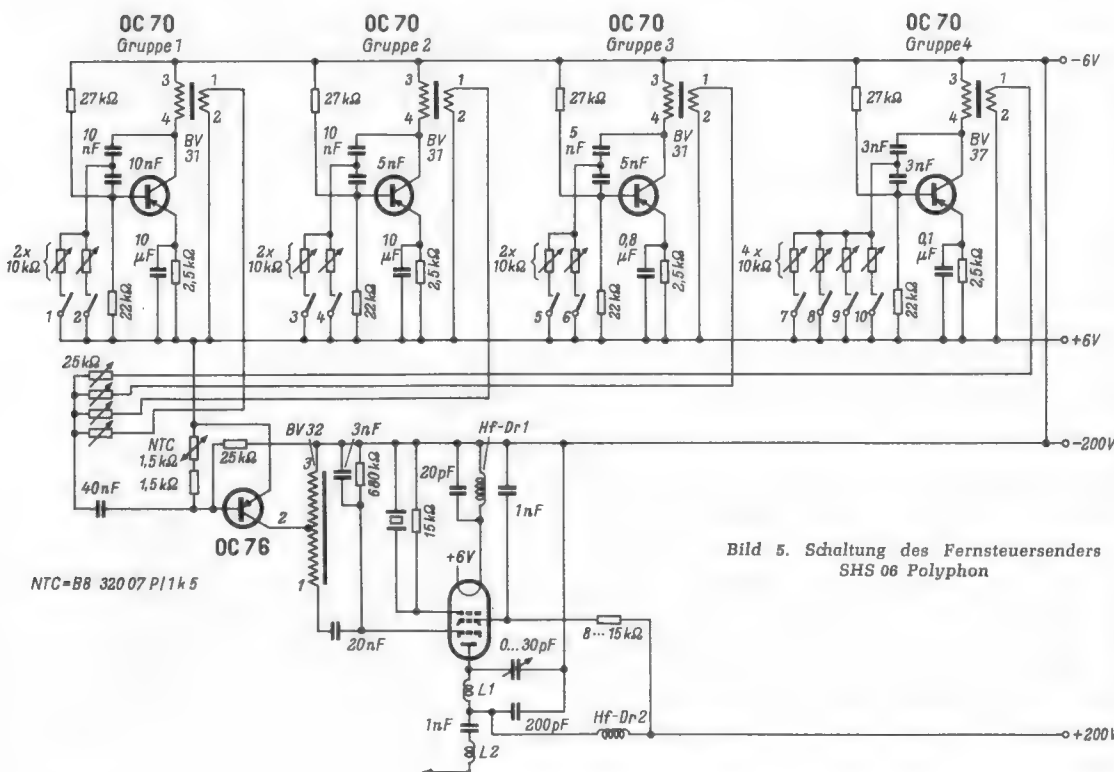 OC 70
Gruppe 1
OC 70
Gruppe 2
OC 70
Gruppe 3
OC 70
Gruppe 4
-6V
27kΩ
3
4
1
2
10 nF
10nF
BV 31
2x 10kΩ
10 µF
2,5kΩ
22kΩ
1
2
27kΩ
3
4
1
2
10 nF
5nF
BV 31
2x 10kΩ
10 µF
2,5kΩ
22kΩ
3
4
27kΩ
3
4
1
2
5 nF
5nF
BV 31
2x 10kΩ
0,8 µF
2,5kΩ
22kΩ
5
6
27kΩ
3
4
1
2
3nF
3nF
BV 37
4x 10kΩ
0,1 µF
2,5kΩ
22kΩ
7
8
9
10
+6V
25kΩ
NTC
1,5kΩ
1,5kΩ
25kΩ
40nF
OC 76
BV 32
3
2
1
3nF
680kΩ
15kΩ
20pF
Hf-Dr1
1nF
-200V
+6V
20nF
0...30pF
8...15kΩ
L1
1nF
200pF
Hf-Dr2
L2
+200V
NTC=B8 320 07 P/1k5
Bild 5. Schaltung des Fernsteuersenders
SHS 06 Polyphon